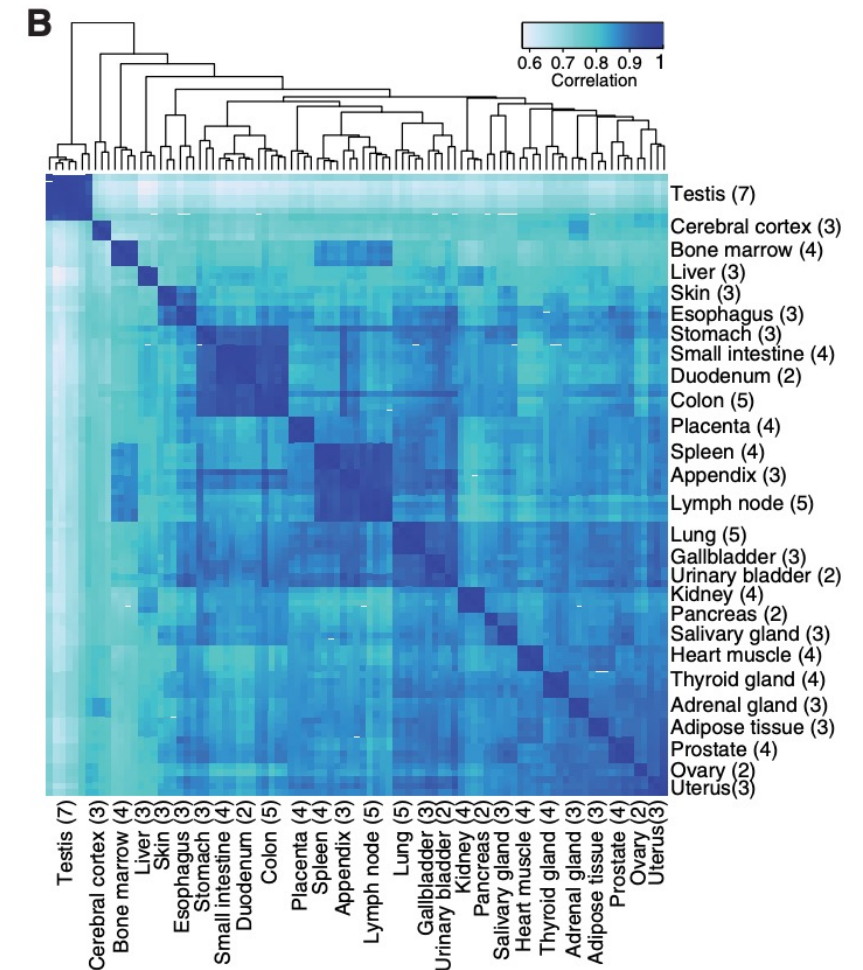 B
0.6 0.7 0.8 0.9 1
Correlation
Testis (7)
Cerebral cortex (3)
Bone marrow (4)
Liver (3)
Skin (3)
Esophagus (3)
Stomach (3)
Small intestine (4)
Duodenum (2)
Colon (5)
Placenta (4)
Spleen (4)
Appendix (3)
Lymph node (5)
Lung (5)
Gallbladder (3)
Urinary bladder (2)
Kidney (4)
Pancreas (2)
Salivary gland (3)
Heart muscle (4)
Thyroid gland (4)
Adrenal gland (3)
Adipose tissue (3)
Prostate (4)
Ovary (2)
Uterus(3)
Testis (7)
Cerebral cortex (3)
Bone marrow (4)
Liver (3)
Skin (3)
Esophagus (3)
Stomach (3)
Small intestine (4)
Duodenum (2)
Colon (5)
Placenta (4)
Spleen (4)
Appendix (3)
Lymph node (5)
Lung (5)
Gallbladder (3)
Urinary bladder (2)
Kidney (4)
Pancreas (2)
Salivary gland (3)
Heart muscle (4)
Thyroid gland (4)
Adrenal gland (3)
Adipose tissue (3)
Prostate (4)
Ovary (2)
Uterus(3)